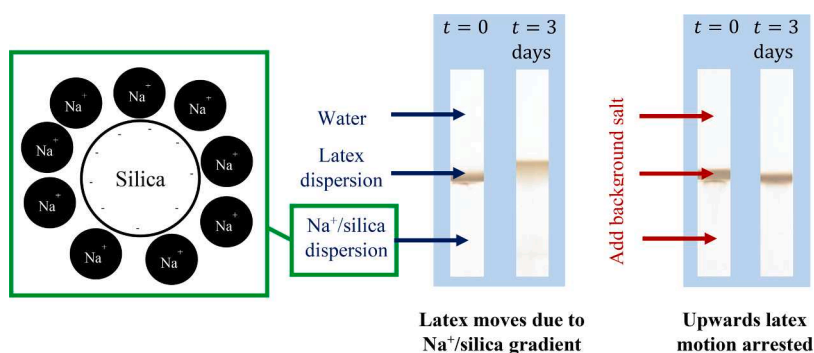 Na⁺
Na⁺
Na⁺
Na⁺
Na⁺
Na⁺
Na⁺
Na⁺
Na⁺
Silica
Water
Latex
dispersion
Na⁺/silica
dispersion
t = 0
t = 3
days
Latex moves due to
Na⁺/silica gradient
Add background salt
t = 0
t = 3
days
Upwards latex
motion arrested